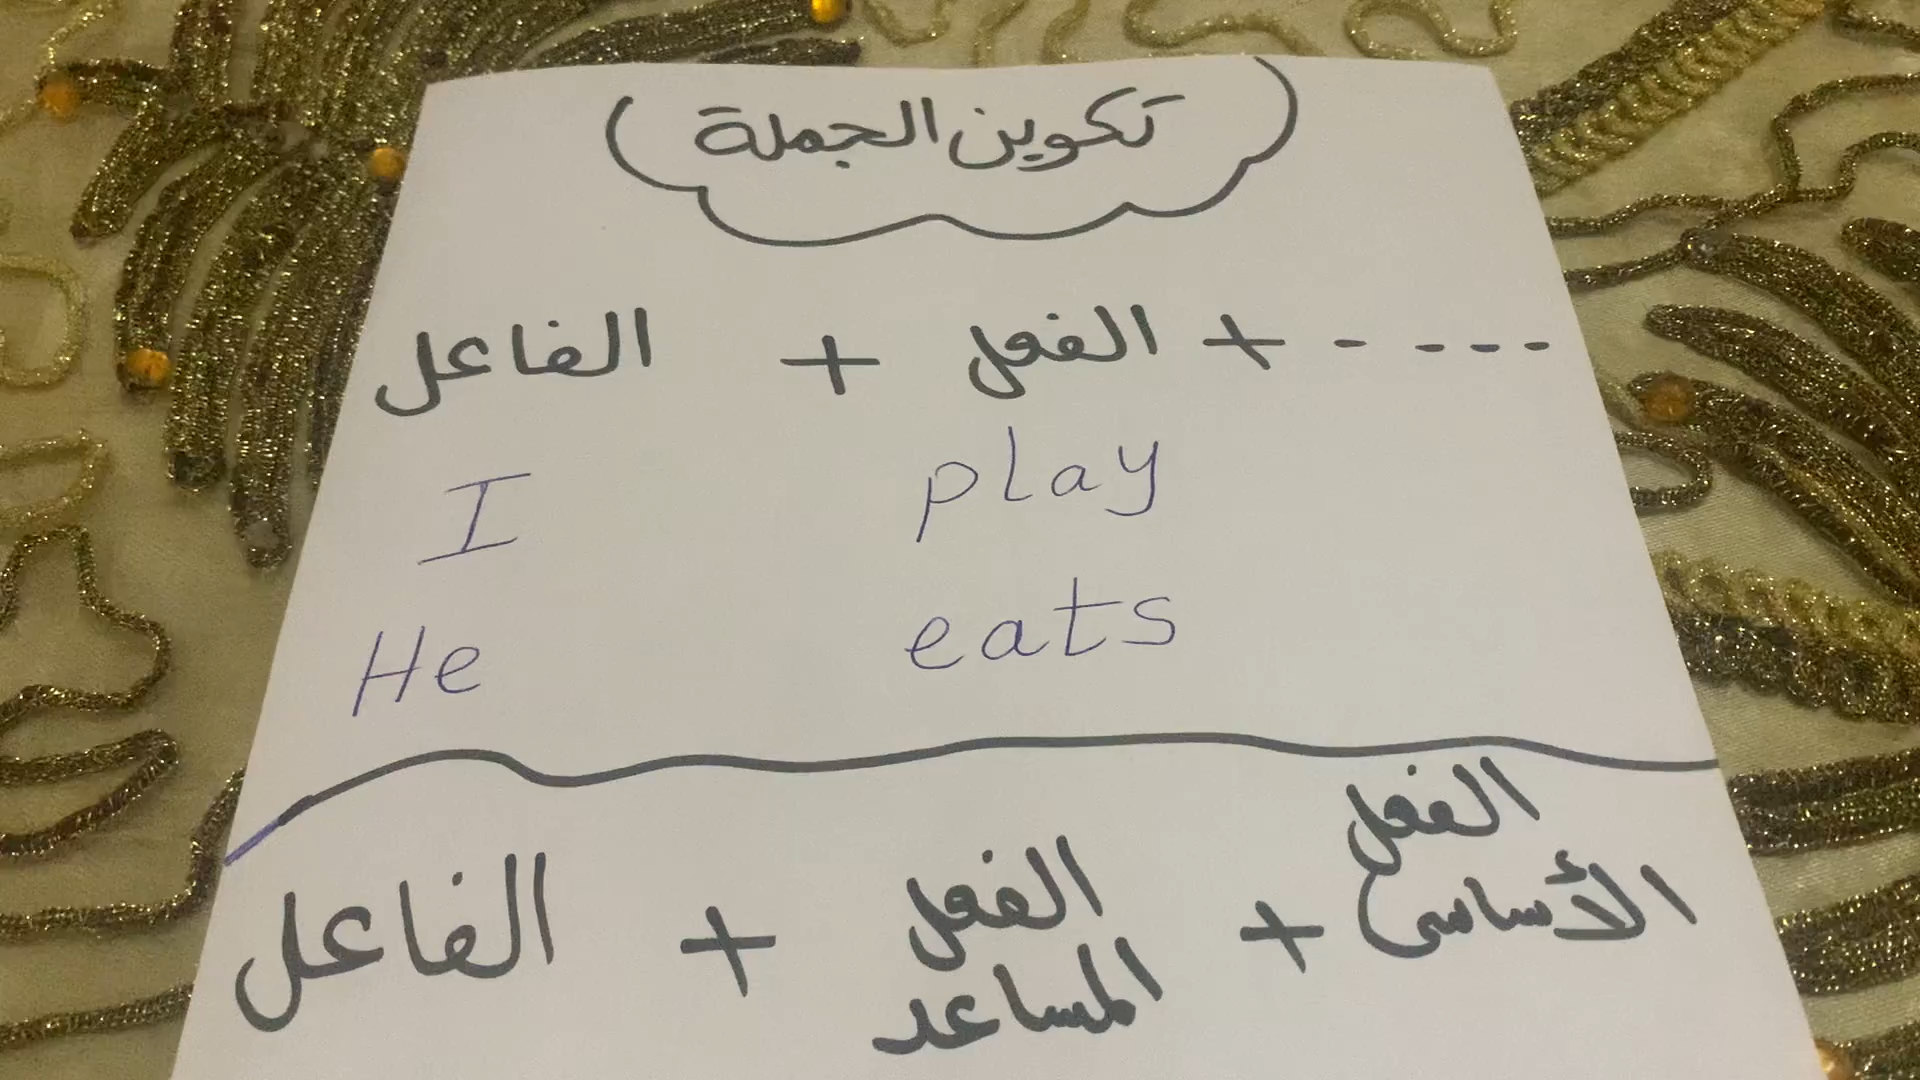 تكوين الجملة
الفاعل + الفعل + - - - - -
I play
He eats
الفاعل + الفعل المساعد + الفعل الأساسى